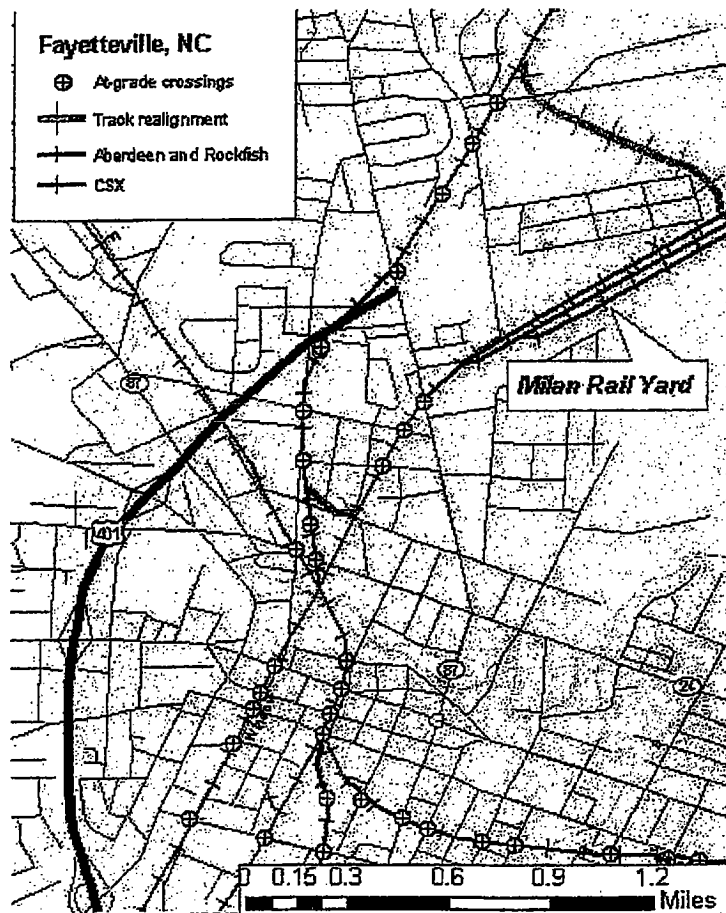 Fayetteville, NC
At-grade crossings
Track realignment
Aberdeen and Rockfish
CSX
87
Milan Rail Yard
401
87
24
0 0.15 0.3 0.6 0.9 1.2
Miles